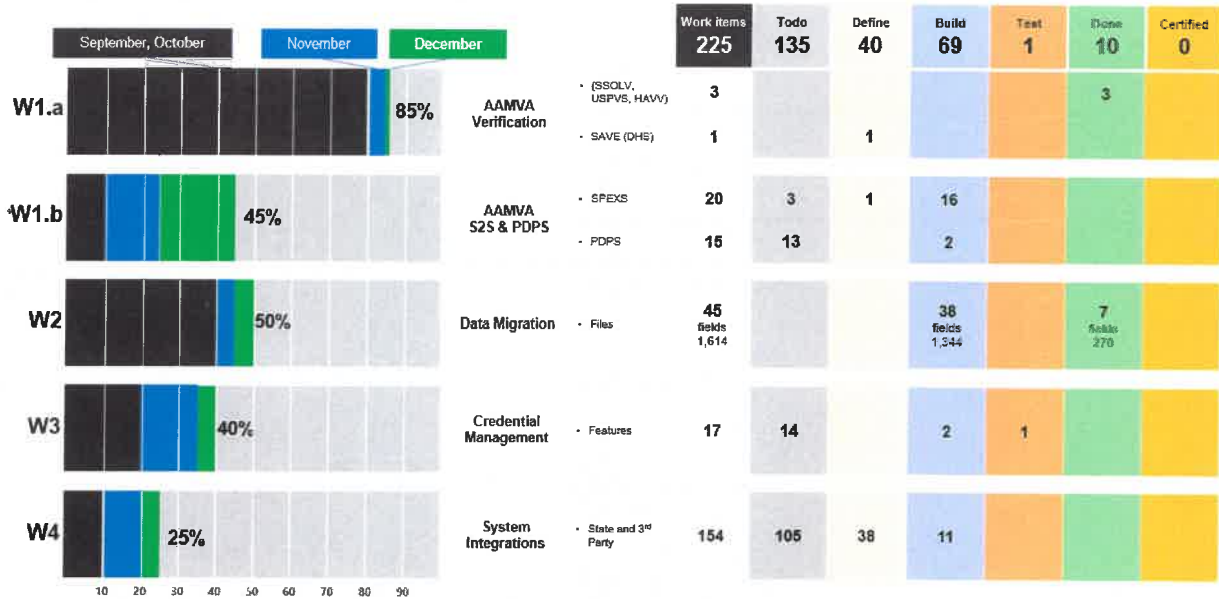 September, October
November
December
Work items
225
Todo
135
Define
40
Build
69
Test
1
Done
10
Certified
0
W1.a
85%
AAMVA
Verification
• (SSOLV,
USPVS, HAVV)
3
3
• SAVE (DHS)
1
1
*W1.b
45%
AAMVA
S2S & PDPS
• SPEXS
20
3
1
16
• PDPS
15
13
2
W2
50%
Data Migration
• Files
45
fields
1,614
38
fields
1,344
7
fields
270
W3
40%
Credential
Management
• Features
17
14
2
1
W4
25%
System
Integrations
• State and 3rd
Party
154
105
38
11
10 20 30 40 50 60 70 80 90